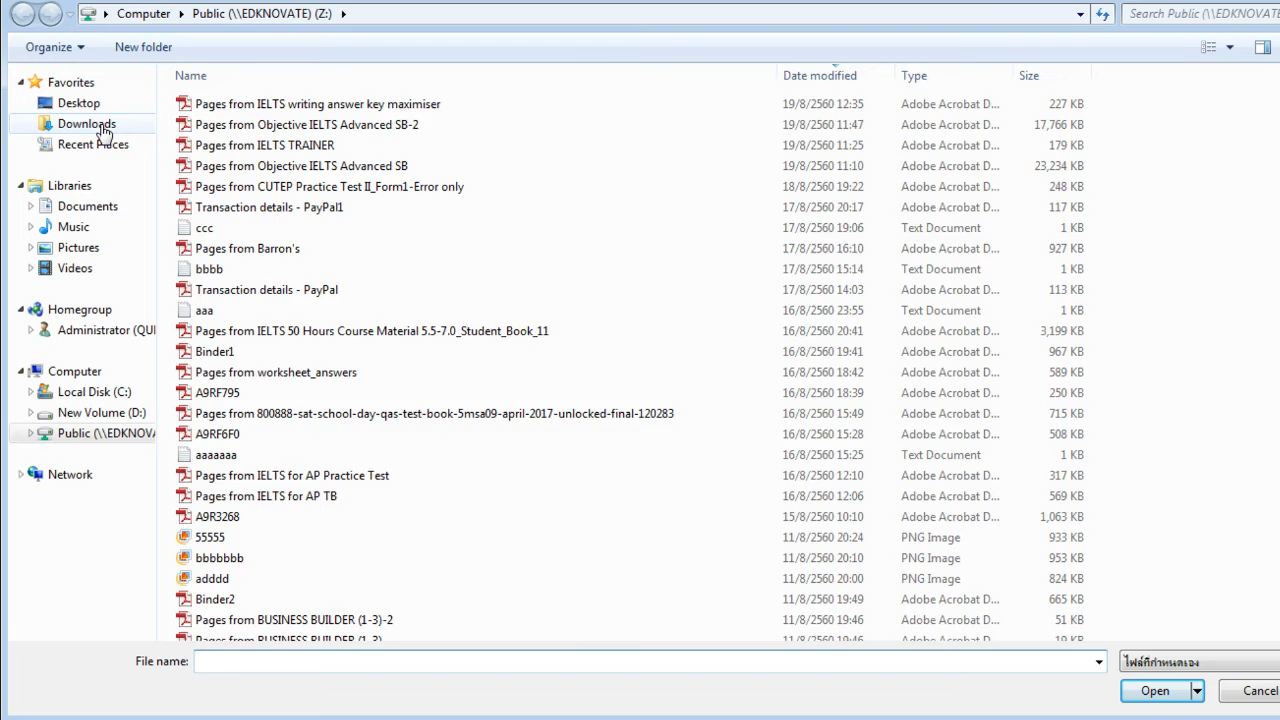 Computer Public (\\EDKNOVATE) (Z:) Search Public (\\EDKNOVATE)
Organize New folder
Name Date modified Type Size
Favorites
Desktop
Downloads
Recent Places
Libraries
Documents
Music
Pictures
Videos
Homegroup
Administrator (QUI
Computer
Local Disk (C:)
New Volume (D:)
Public (\\EDKNOVA
Network
Pages from IELTS writing answer key maximiser 19/8/2560 12:35 Adobe Acrobat D... 227 KB
Pages from Objective IELTS Advanced SB-2 19/8/2560 11:47 Adobe Acrobat D... 17,766 KB
Pages from IELTS TRAINER 19/8/2560 11:25 Adobe Acrobat D... 179 KB
Pages from Objective IELTS Advanced SB 19/8/2560 11:10 Adobe Acrobat D... 23,234 KB
Pages from CUTEP Practice Test II_Form1-Error only 18/8/2560 19:22 Adobe Acrobat D... 248 KB
Transaction details - PayPal1 17/8/2560 20:17 Adobe Acrobat D... 117 KB
ccc 17/8/2560 19:06 Text Document 1 KB
Pages from Barron's 17/8/2560 16:10 Adobe Acrobat D... 927 KB
bbbb 17/8/2560 15:14 Text Document 1 KB
Transaction details - PayPal 17/8/2560 14:03 Adobe Acrobat D... 113 KB
aaa 16/8/2560 23:55 Text Document 1 KB
Pages from IELTS 50 Hours Course Material 5.5-7.0_Student_Book_11 16/8/2560 20:41 Adobe Acrobat D... 3,199 KB
Binder1 16/8/2560 19:41 Adobe Acrobat D... 967 KB
Pages from worksheet_answers 16/8/2560 18:42 Adobe Acrobat D... 589 KB
A9RF795 16/8/2560 18:39 Adobe Acrobat D... 250 KB
Pages from 800888-sat-school-day-qas-test-book-5msa09-april-2017-unlocked-final-120283 16/8/2560 15:49 Adobe Acrobat D... 715 KB
A9RF6F0 16/8/2560 15:28 Adobe Acrobat D... 508 KB
aaaaaaa 16/8/2560 15:25 Text Document 1 KB
Pages from IELTS for AP Practice Test 16/8/2560 12:10 Adobe Acrobat D... 317 KB
Pages from IELTS for AP TB 16/8/2560 12:06 Adobe Acrobat D... 569 KB
A9R3268 15/8/2560 10:10 Adobe Acrobat D... 1,063 KB
55555 11/8/2560 20:24 PNG Image 933 KB
bbbbbbb 11/8/2560 20:10 PNG Image 953 KB
adddd 11/8/2560 20:00 PNG Image 824 KB
Binder2 11/8/2560 19:49 Adobe Acrobat D... 665 KB
Pages from BUSINESS BUILDER (1-3)-2 11/8/2560 19:46 Adobe Acrobat D... 51 KB
Pages from BUSINESS BUILDER (1-3) 11/8/2560 19:46 Adobe Acrobat D... 19 KB
File name: ไฟล์ที่กำหนดเอง
Open Cancel